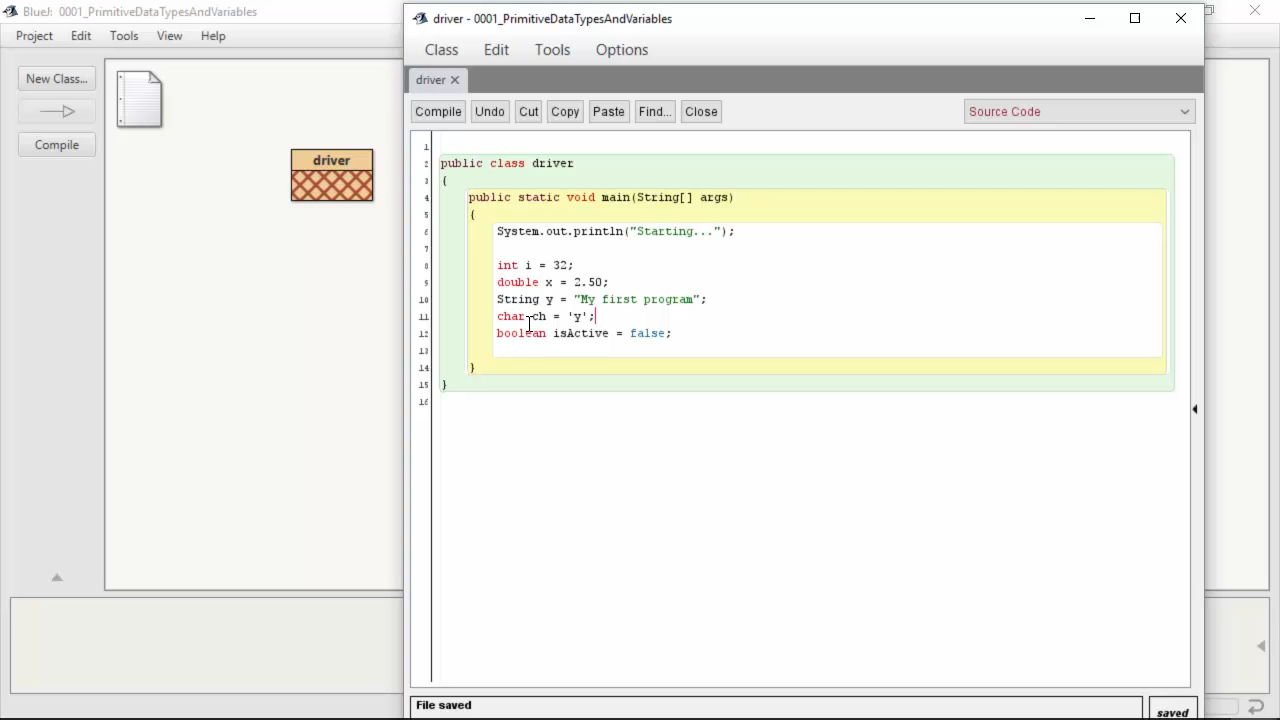 BlueJ: 0001_PrimitiveDataTypesAndVariables
Project Edit Tools View Help
New Class...
Compile
driver
driver - 0001_PrimitiveDataTypesAndVariables
Class Edit Tools Options
driver
Compile Undo Cut Copy Paste Find... Close Source Code
1
2 public class driver
3 {
4 public static void main(String[] args)
5 {
6 System.out.println("Starting...");
7
8 int i = 32;
9 double x = 2.50;
10 String y = "My first program";
11 char ch = 'y';
12 boolean isActive = false;
13
14 }
15 }
16
File saved
saved